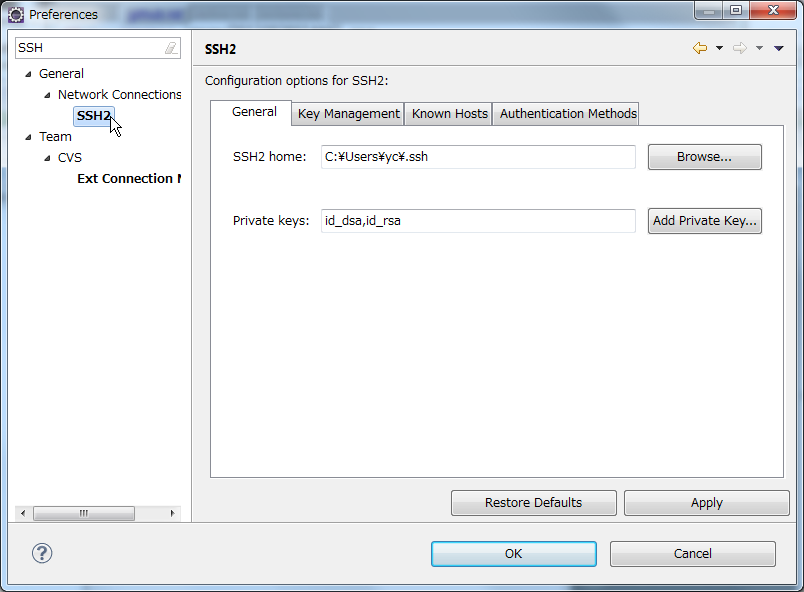 Preferences
SSH
General
Network Connections
SSH2
Team
CVS
Ext Connection
SSH2
Configuration options for SSH2:
General
Key Management
Known Hosts
Authentication Methods
SSH2 home:
C:¥Users¥yc¥.ssh
Browse...
Private keys:
id_dsa,id_rsa
Add Private Key...
Restore Defaults
Apply
?
OK
Cancel